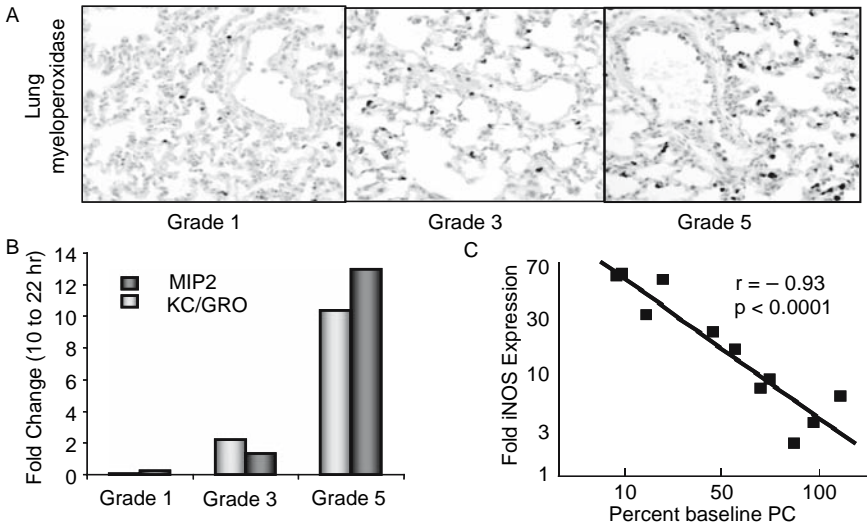 A
Lung
myeloperoxidase
Grade 1
Grade 3
Grade 5
B
Fold Change (10 to 22 hr)
14
12
10
8
6
4
2
0
MIP2
KC/GRO
Grade 1
Grade 3
Grade 5
C
Fold iNOS Expression
70
30
10
3
1
r = – 0.93
p < 0.0001
10
50
100
Percent baseline PC